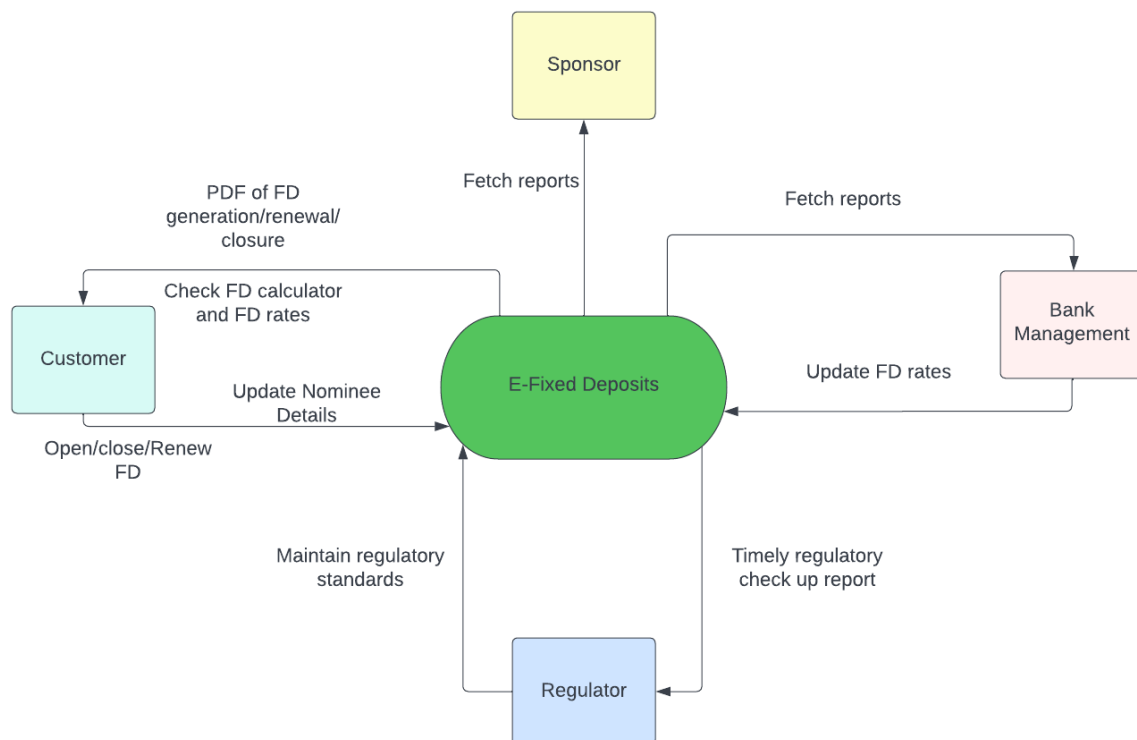 Sponsor
Fetch reports
PDF of FD
generation/renewal/
closure
Fetch reports
Check FD calculator
and FD rates
Bank
Management
Customer
E-Fixed Deposits
Update FD rates
Update Nominee
Details
Open/close/Renew
FD
Maintain regulatory
standards
Timely regulatory
check up report
Regulator